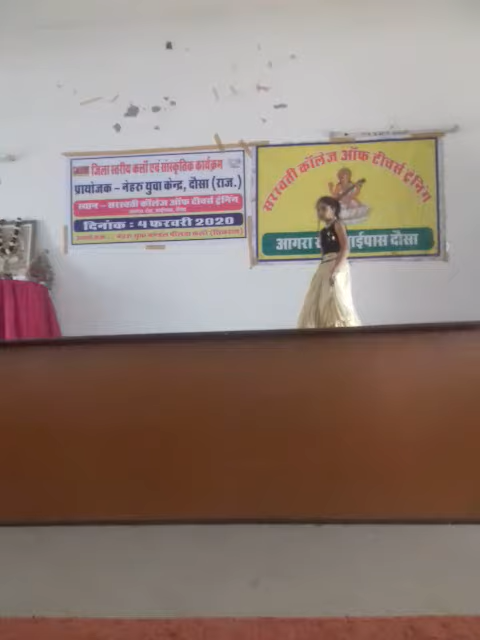 जिला स्तरीय कला एवं सांस्कृतिक कार्यक्रम
प्रायोजक - नेहरू युवा केन्द्र, दौसा (राज.)
स्थान - सरस्वती कॉलेज ऑफ टीचर्स ट्रेनिंग
दिनांक : 4 फरवरी 2020
सरस्वती कॉलेज ऑफ टीचर्स ट्रेनिंग
आगरा बाईपास दौसा